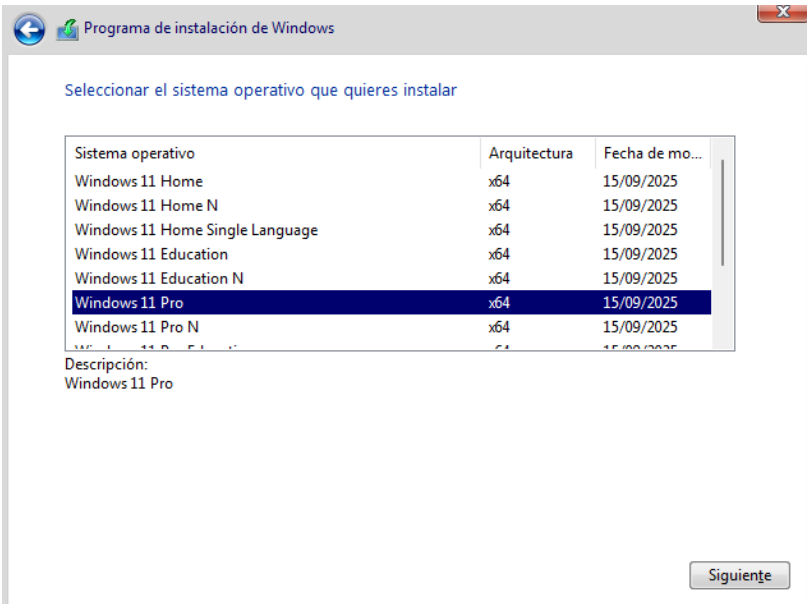 Programa de instalación de Windows
Seleccionar el sistema operativo que quieres instalar
Sistema operativo Arquitectura Fecha de mo...
Windows 11 Home x64 15/09/2025
Windows 11 Home N x64 15/09/2025
Windows 11 Home Single Language x64 15/09/2025
Windows 11 Education x64 15/09/2025
Windows 11 Education N x64 15/09/2025
Windows 11 Pro x64 15/09/2025
Windows 11 Pro N x64 15/09/2025
Descripción:
Windows 11 Pro
Siguiente